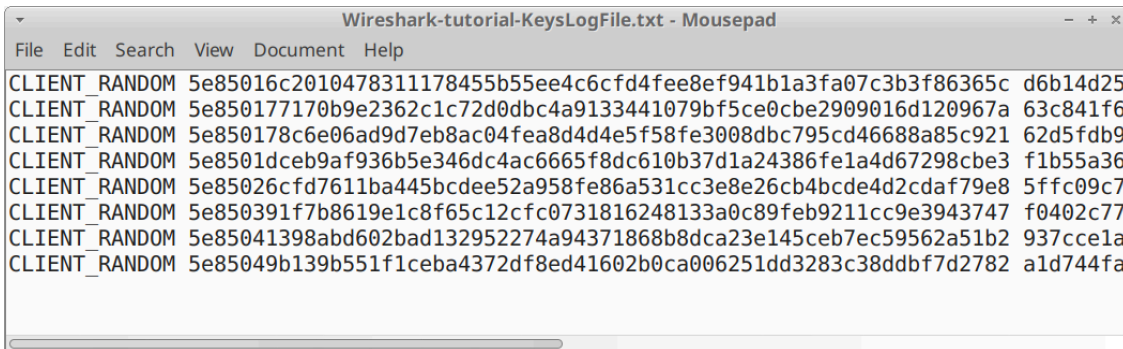 Wireshark-tutorial-KeysLogFile.txt - Mousepad
File Edit Search View Document Help
CLIENT_RANDOM 5e85016c2010478311178455b55ee4c6cfd4fee8ef941b1a3fa07c3b3f86365c d6b14d25
CLIENT_RANDOM 5e850177170b9e2362c1c72d0dbc4a9133441079bf5ce0cbe2909016d120967a 63c841f6
CLIENT_RANDOM 5e850178c6e06ad9d7eb8ac04fea8d4d4e5f58fe3008dbc795cd46688a85c921 62d5fdb9
CLIENT_RANDOM 5e8501dceb9af936b5e346dc4ac6665f8dc610b37d1a24386fe1a4d67298cbe3 f1b55a36
CLIENT_RANDOM 5e85026cfd7611ba445bcdee52a958fe86a531cc3e8e26cb4bcde4d2cdaf79e8 5ffc09c7
CLIENT_RANDOM 5e850391f7b8619e1c8f65c12cfc0731816248133a0c89feb9211cc9e3943747 f0402c77
CLIENT_RANDOM 5e85041398abd602bad132952274a94371868b8dca23e145ceb7ec59562a51b2 937cce1a
CLIENT_RANDOM 5e85049b139b551f1ceba4372df8ed41602b0ca006251dd3283c38ddbf7d2782 a1d744fa